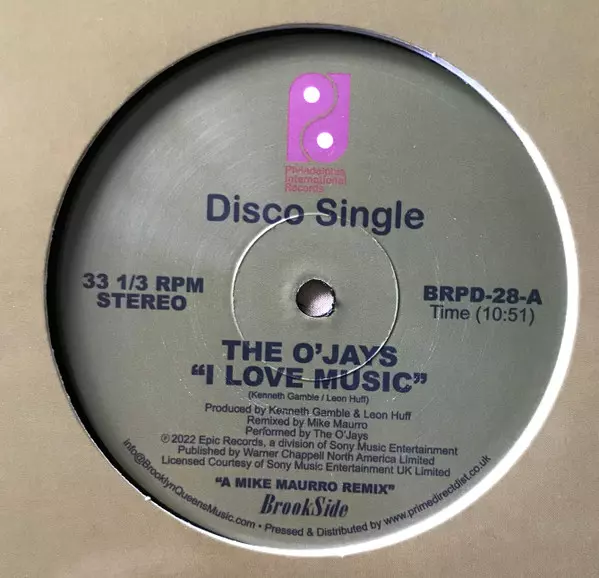 Philadelphia
International
Records
Disco Single
33 1/3 RPM
STEREO
BRPD-28-A
Time (10:51)
THE O'JAYS
"I LOVE MUSIC"
(Kenneth Gamble / Leon Huff)
Produced by Kenneth Gamble & Leon Huff
Remixed by Mike Maurro
Performed by The O'Jays
℗ 2022 Epic Records, a division of Sony Music Entertainment
Published by Warner Chappell North America Limited
Licensed Courtesy of Sony Music Entertainment UK Limited
"A MIKE MAURRO REMIX"
BrookSide
info@BrooklynQueensMusic.com • Pressed & Distributed by www.primedirectdist.co.uk